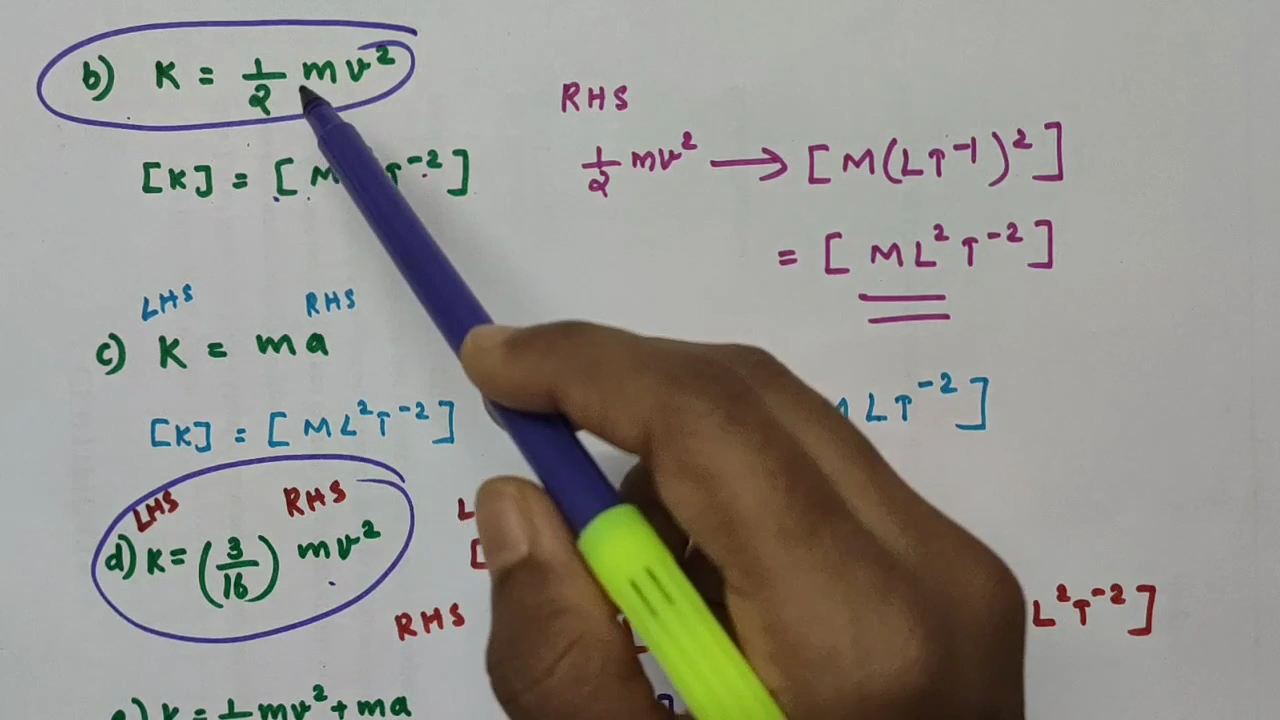 b) K = 1/2 mv²
[K] = [M T⁻²]
RHS
1/2 mv² → [M(LT⁻¹)²]
= [ML²T⁻²]
LHS RHS
c) K = ma
[K] = [ML²T⁻²]
LT⁻²]
LHS RHS
d) K = (3/16) mv²
RHS
L²T⁻²]
K = 1/2 mv² + ma